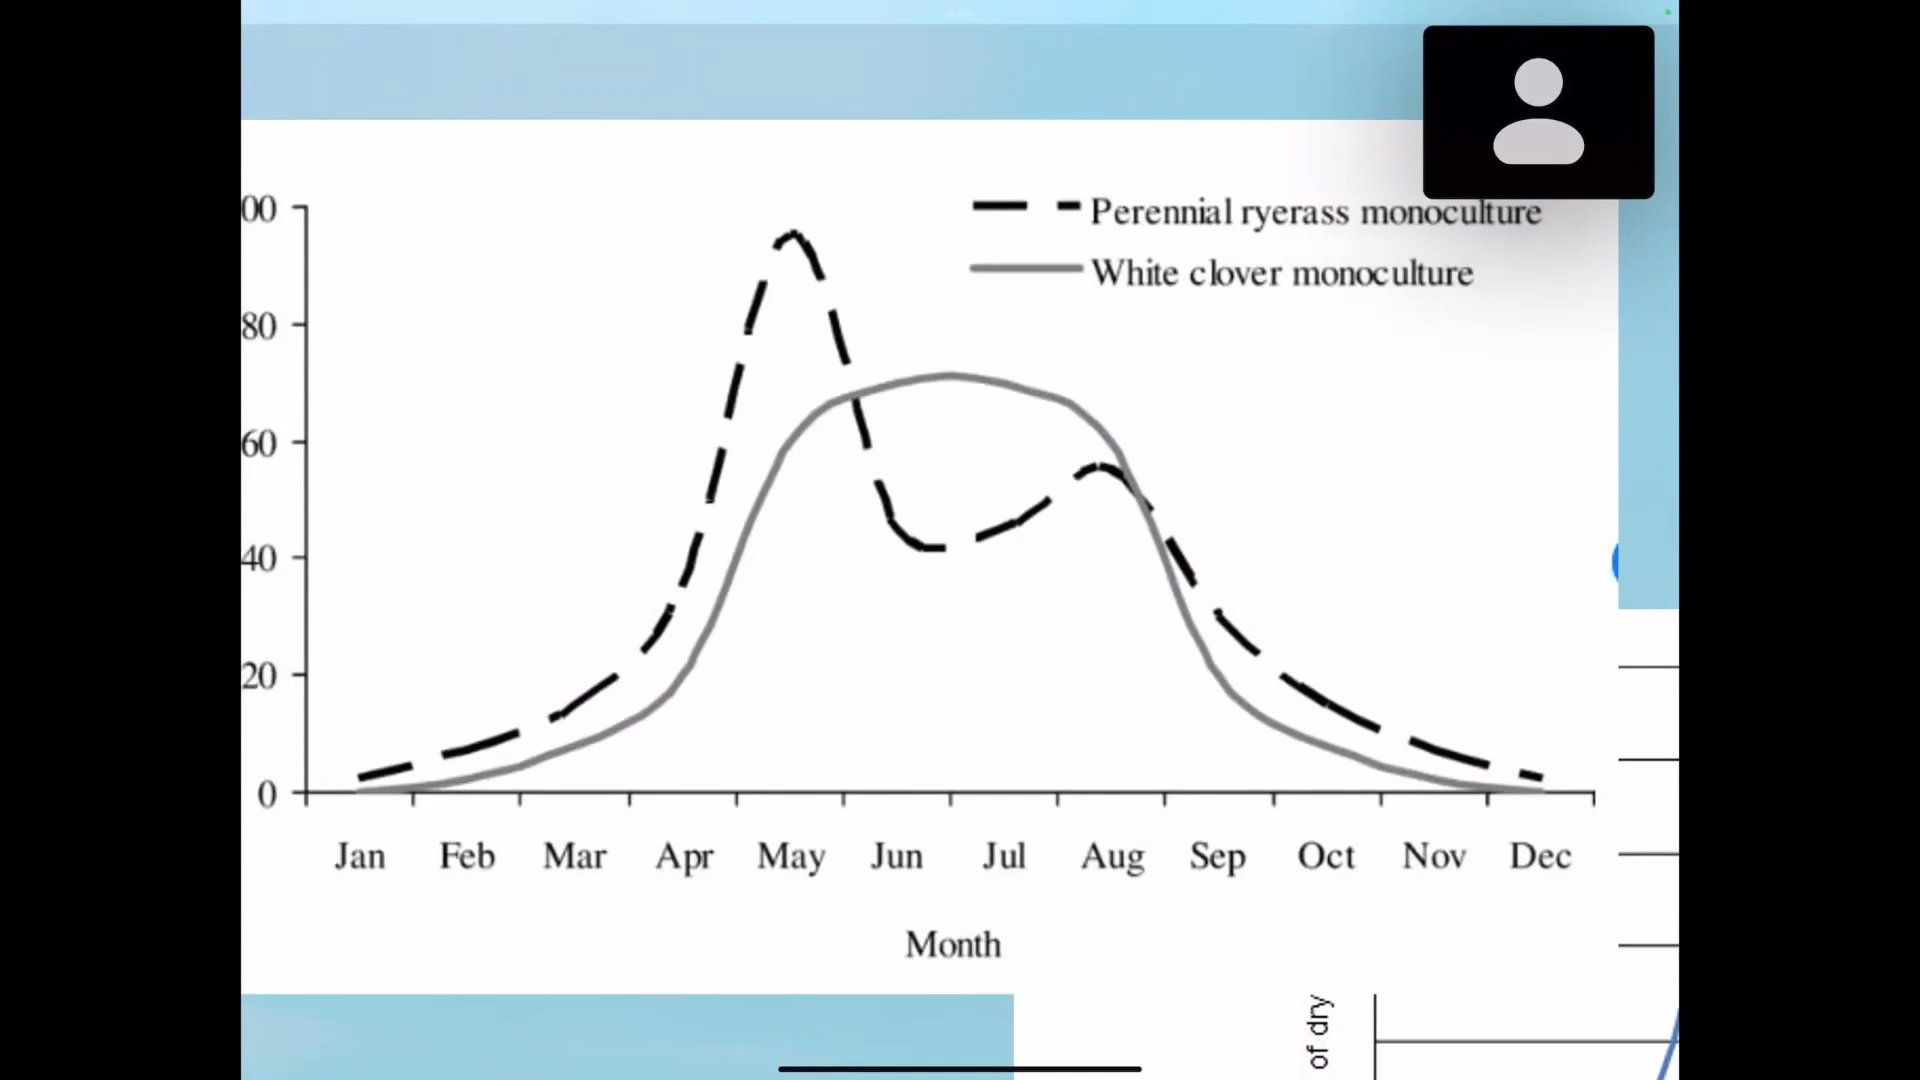 00
80
60
40
20
0
Perennial ryerass monoculture
White clover monoculture
Jan Feb Mar Apr May Jun Jul Aug Sep Oct Nov Dec
Month
of dry